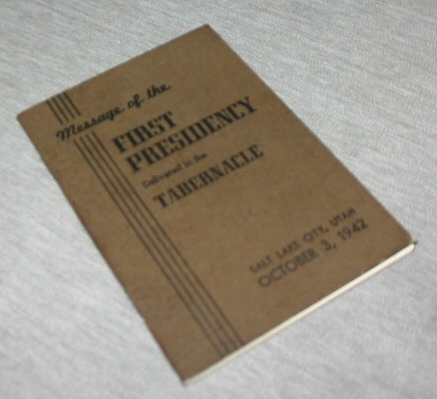 Message of the
FIRST
PRESIDENCY
Delivered in the
TABERNACLE
SALT LAKE CITY, UTAH
OCTOBER 3, 1942